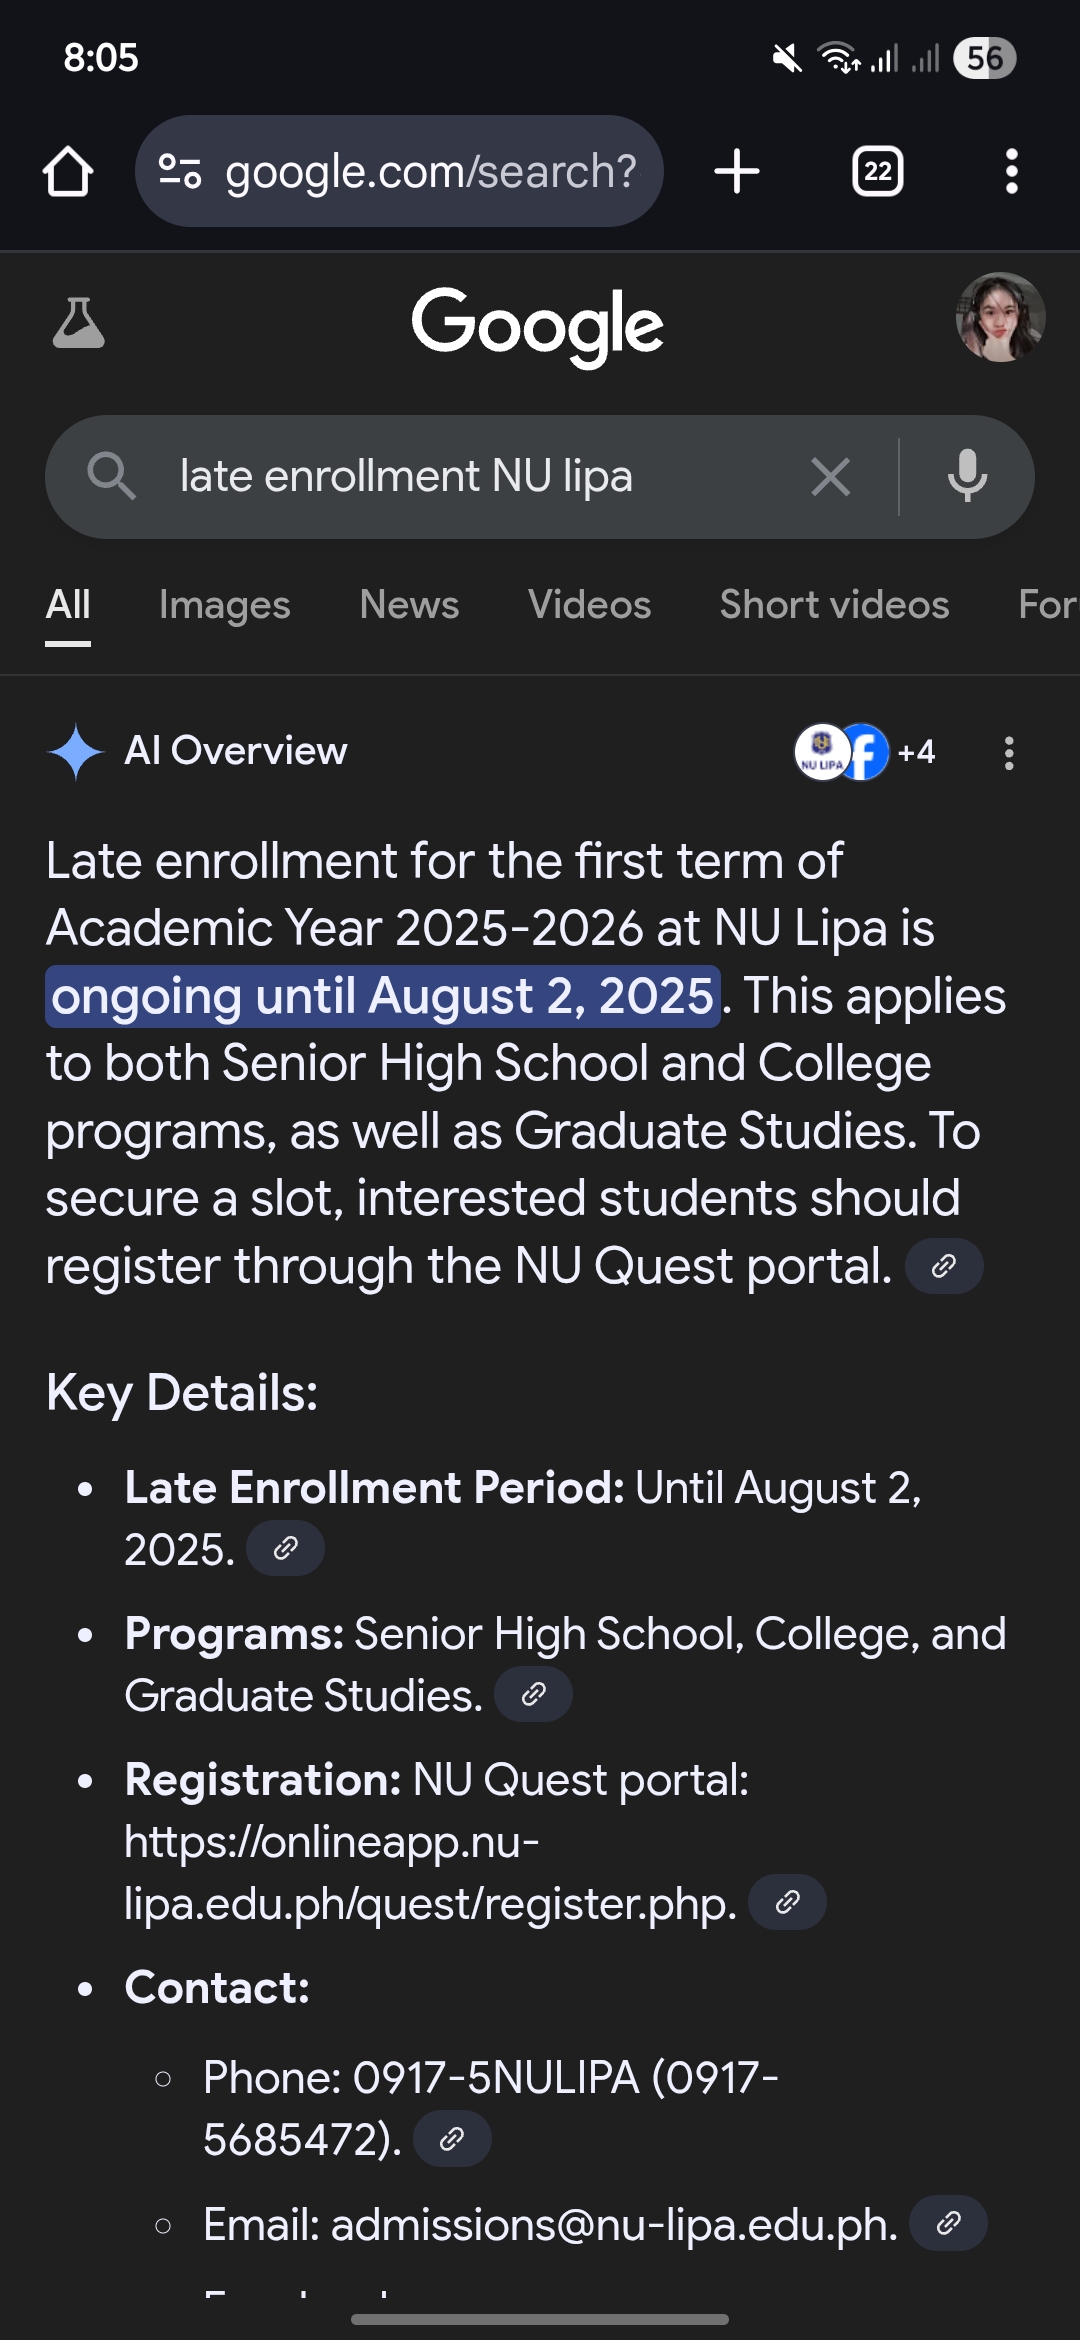 8:05
56
google.com/search?
22
Google
late enrollment NU lipa
All Images News Videos Short videos For
AI Overview
NU LIPA
f
+4
Late enrollment for the first term of
Academic Year 2025-2026 at NU Lipa is
ongoing until August 2, 2025. This applies
to both Senior High School and College
programs, as well as Graduate Studies. To
secure a slot, interested students should
register through the NU Quest portal.
Key Details:
• Late Enrollment Period: Until August 2,
2025.
• Programs: Senior High School, College, and
Graduate Studies.
• Registration: NU Quest portal:
https://onlineapp.nu-
lipa.edu.ph/quest/register.php.
• Contact:
○ Phone: 0917-5NULIPA (0917-
5685472).
○ Email: admissions@nu-lipa.edu.ph.